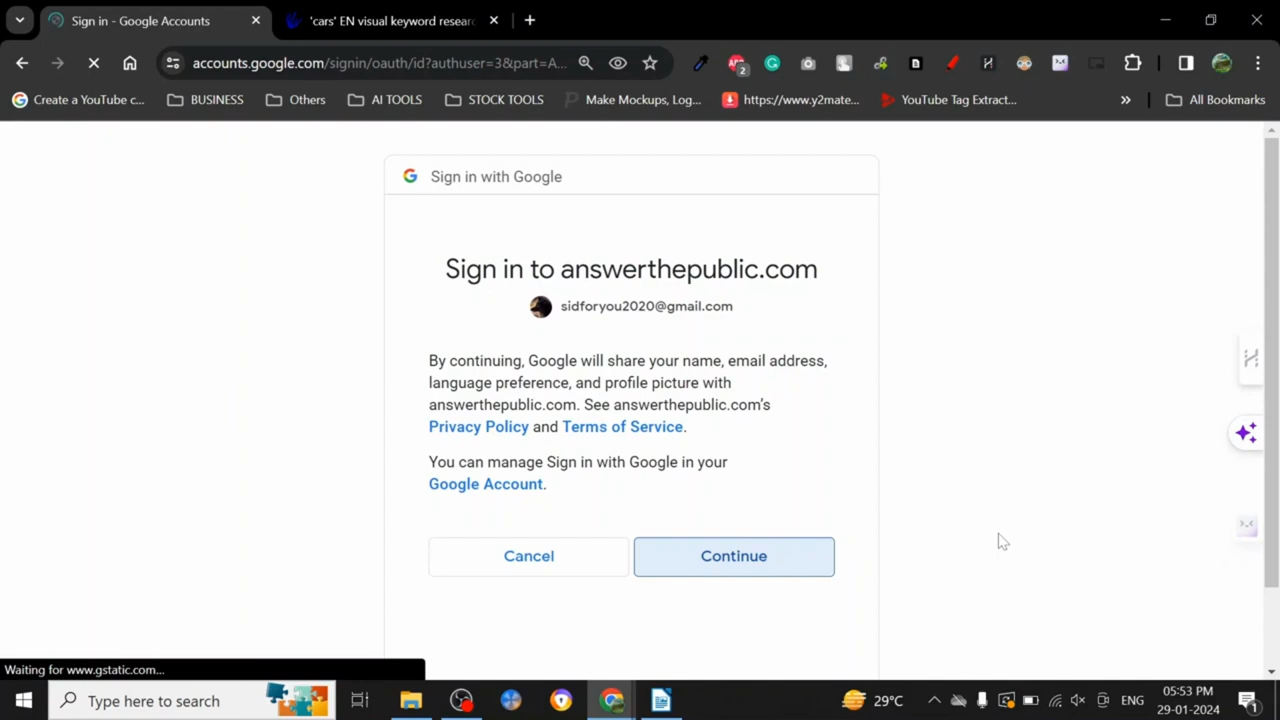 Sign in - Google Accounts
'cars' EN visual keyword resear
accounts.google.com/signin/oauth/id?authuser=3&part=A...
2
Create a YouTube c...
BUSINESS
Others
AI TOOLS
STOCK TOOLS
Make Mockups, Log...
https://www.y2mate...
YouTube Tag Extract...
»
All Bookmarks
Sign in with Google
Sign in to answerthepublic.com
sidforyou2020@gmail.com
By continuing, Google will share your name, email address,
language preference, and profile picture with
answerthepublic.com. See answerthepublic.com's
Privacy Policy and Terms of Service.
You can manage Sign in with Google in your
Google Account.
Cancel
Continue
Waiting for www.gstatic.com...
Type here to search
29°C
ENG
05:53 PM
29-01-2024
1